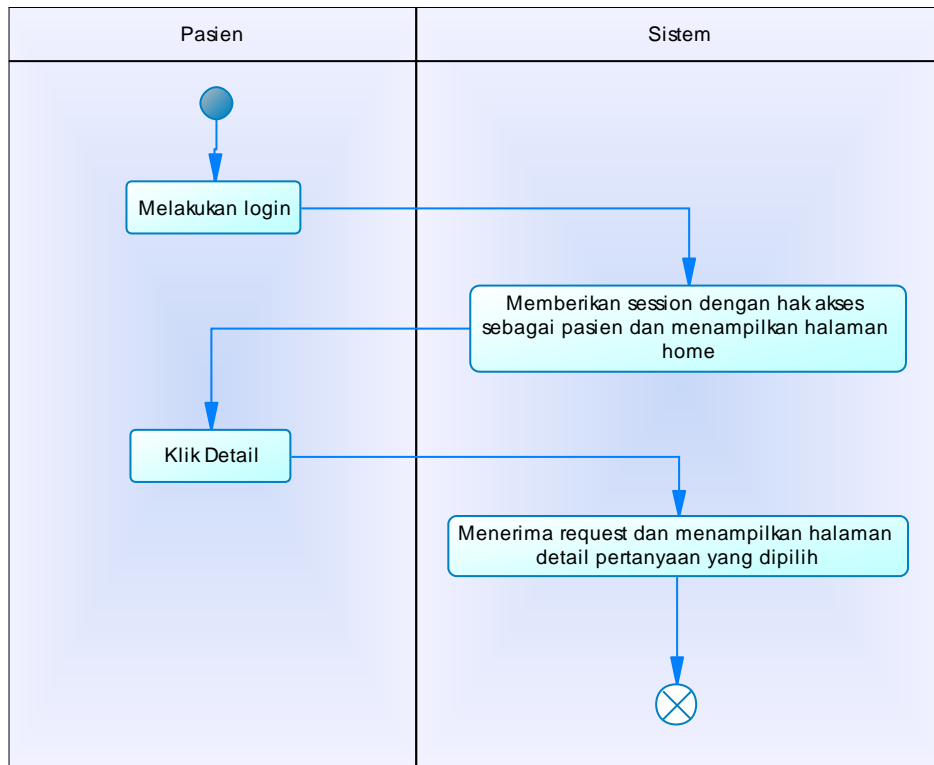 Pasien
Sistem
Melakukan login
Memberikan session dengan hak akses
sebagai pasien dan menampilkan halaman
home
Klik Detail
Menerima request dan menampilkan halaman
detail pertanyaan yang dipilih